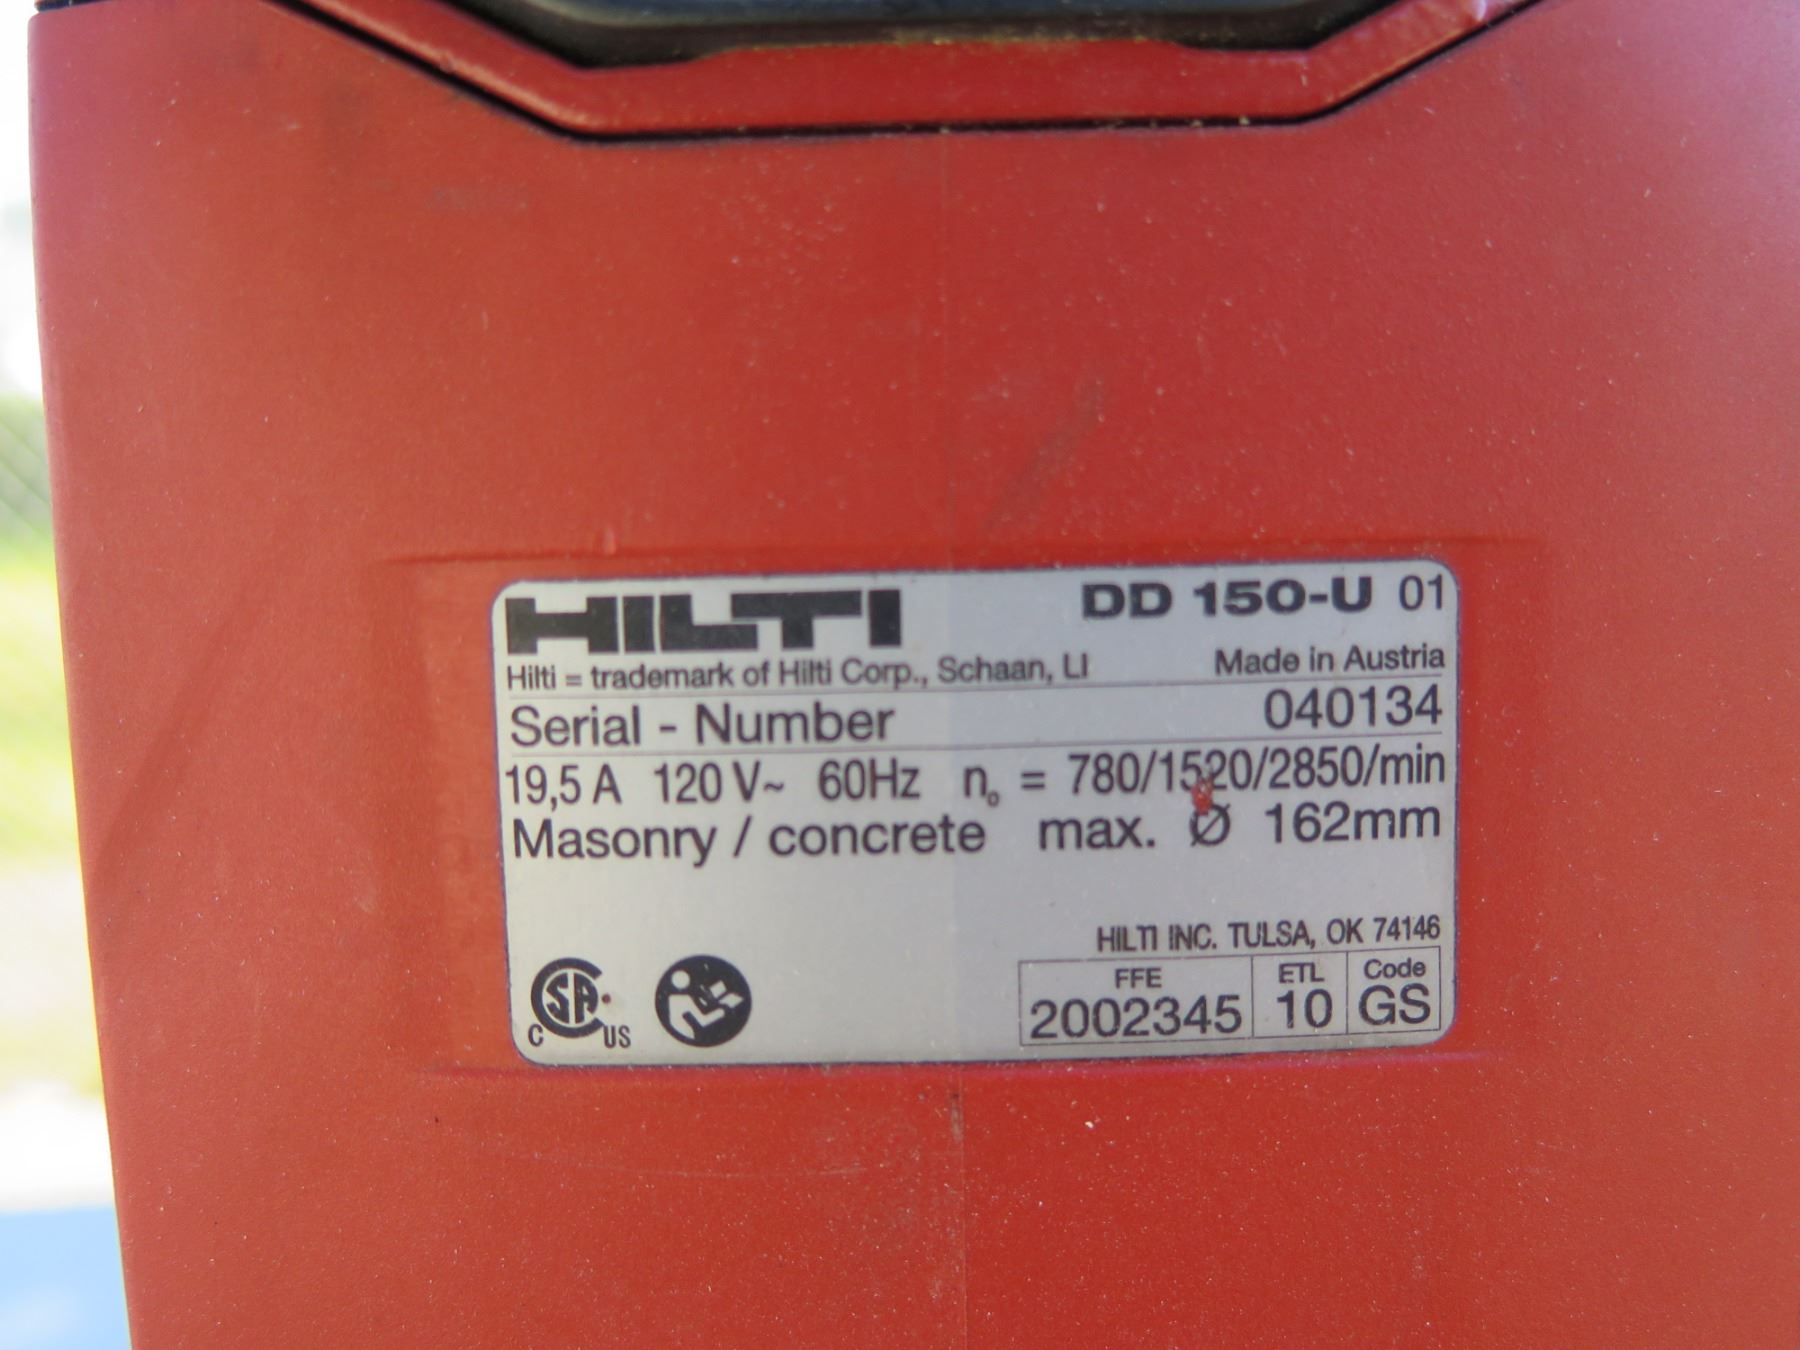 HILTI DD 150-U 01
Hilti = trademark of Hilti Corp., Schaan, LI Made in Austria
Serial - Number 040134
19,5 A 120 V~ 60Hz n₀ = 780/1520/2850/min
Masonry / concrete max. Ø 162mm
HILTI INC. TULSA, OK 74146
FFE ETL Code
2002345 10 GS
C SA US